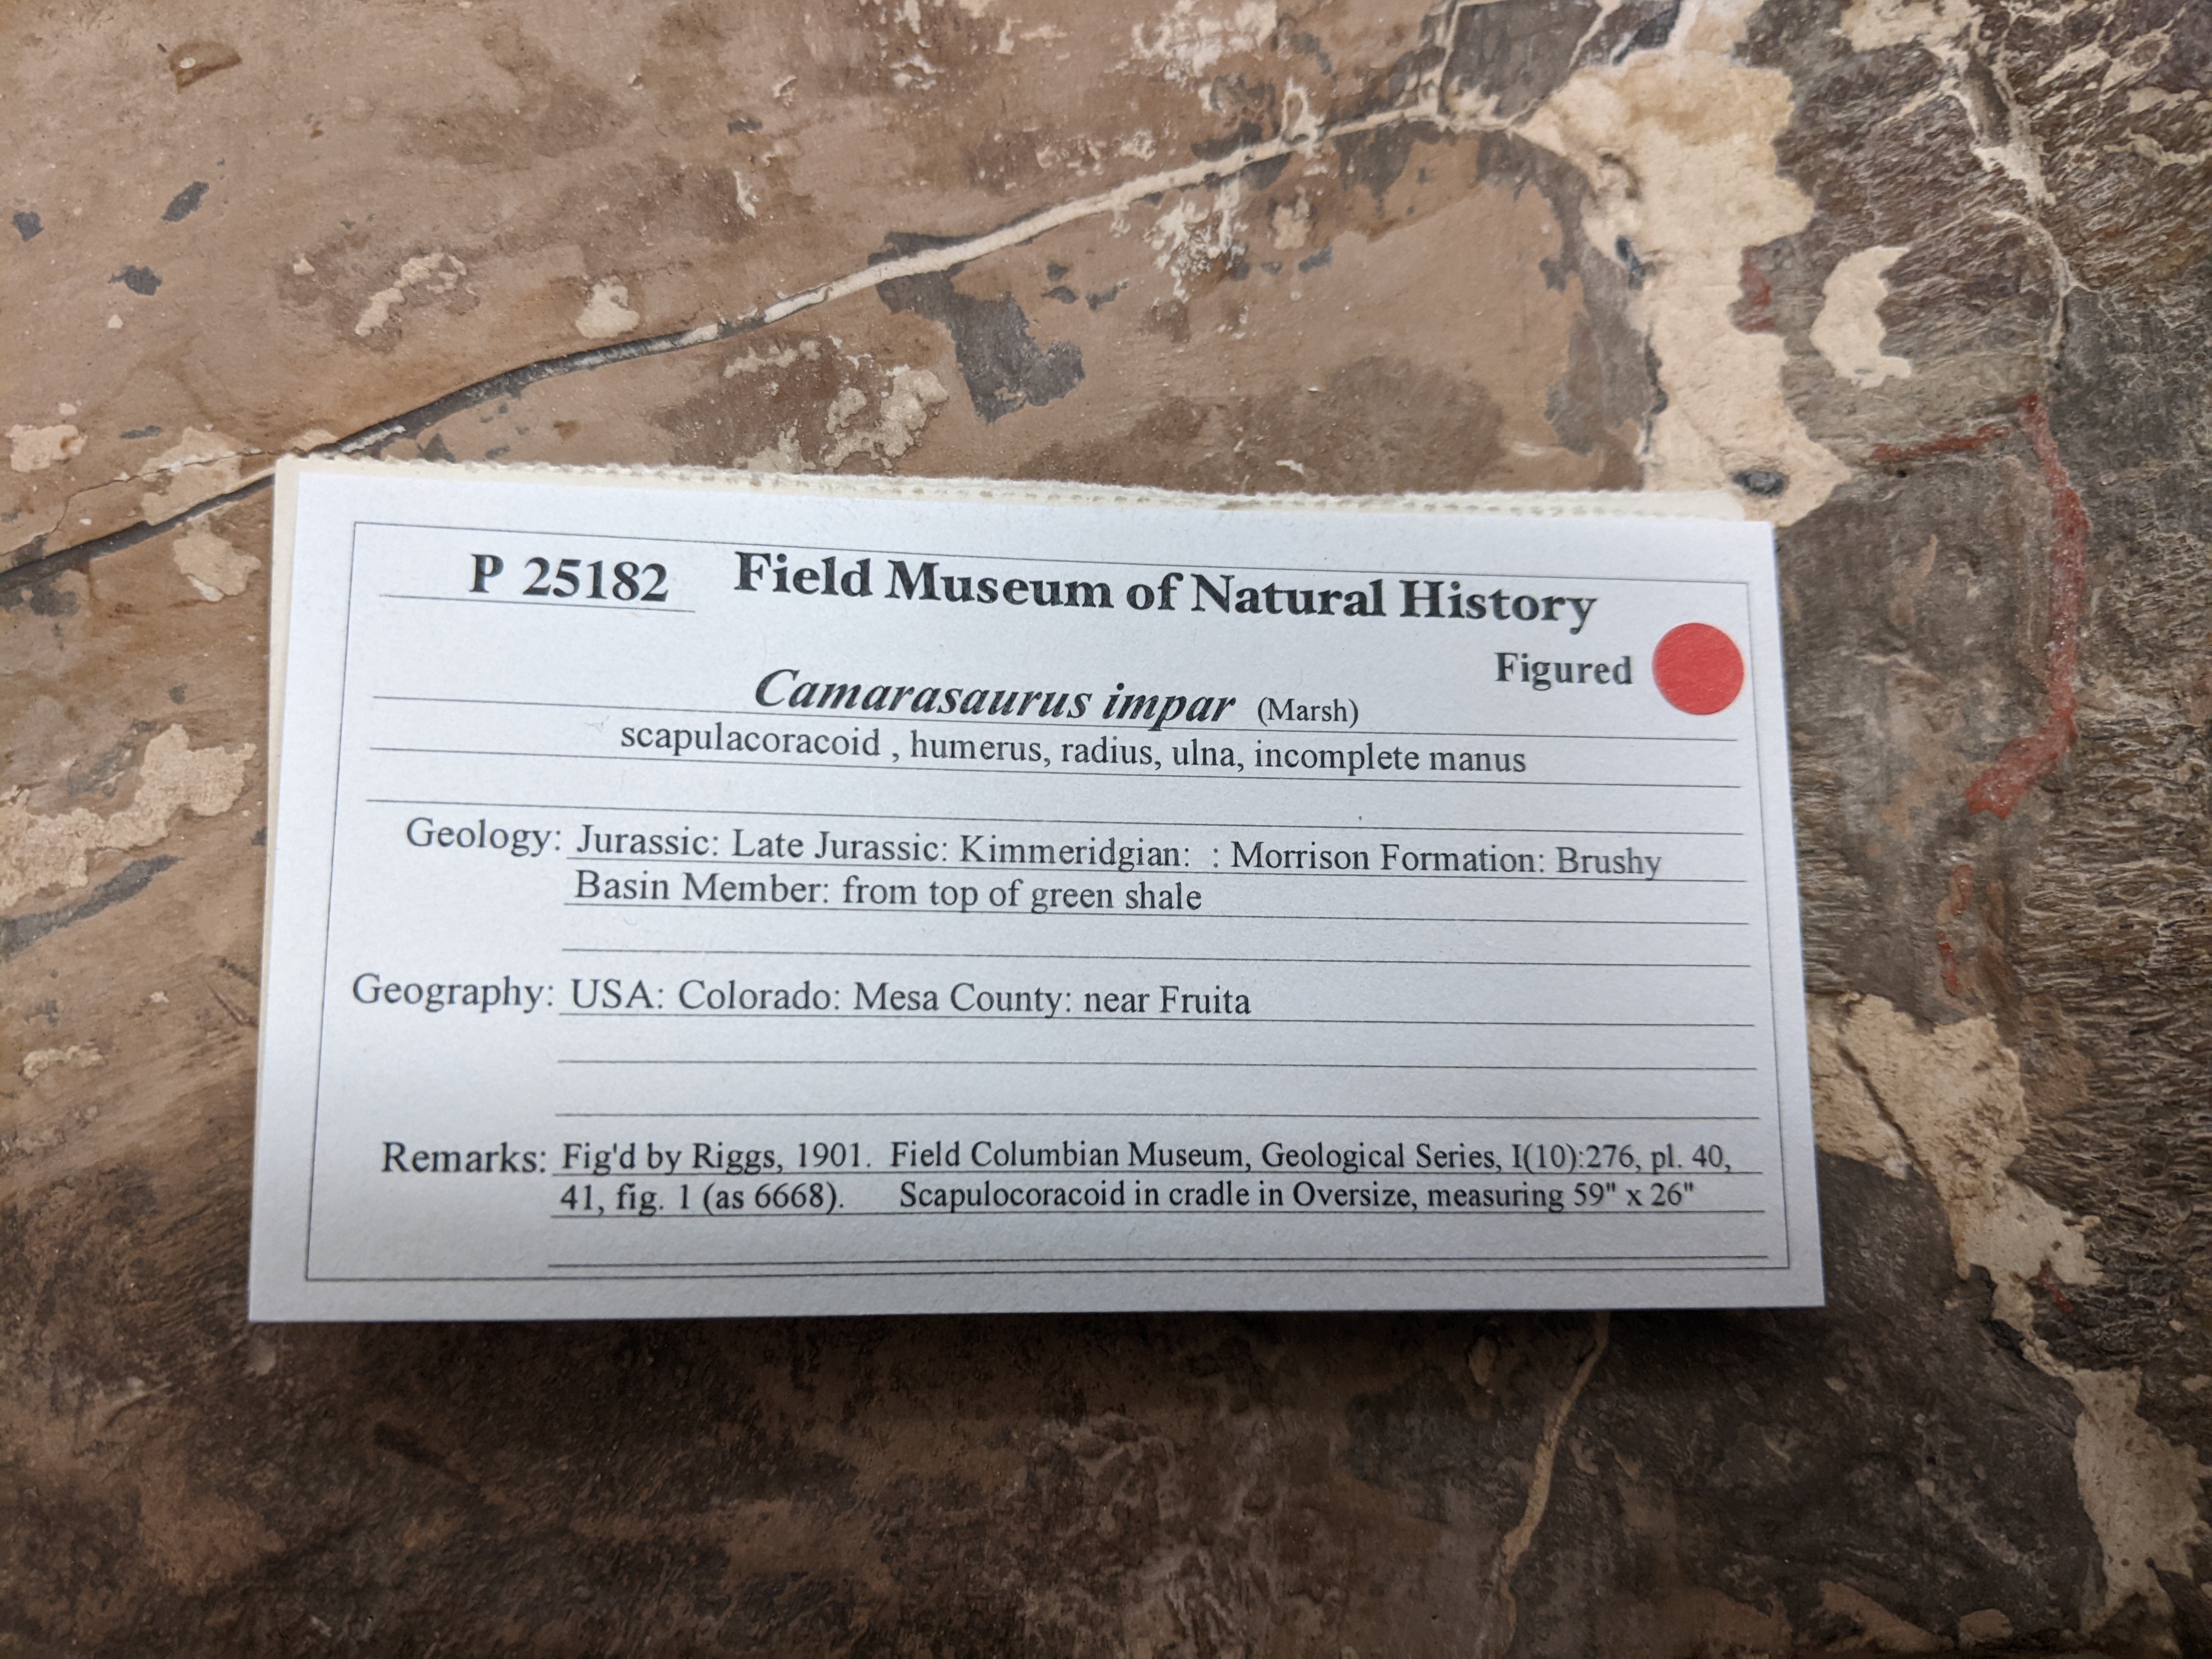 P 25182 Field Museum of Natural History
Figured
Camarasaurus impar (Marsh)
scapulacoracoid , humerus, radius, ulna, incomplete manus
Geology: Jurassic: Late Jurassic: Kimmeridgian: : Morrison Formation: Brushy
Basin Member: from top of green shale
Geography: USA: Colorado: Mesa County: near Fruita
Remarks: Fig'd by Riggs, 1901. Field Columbian Museum, Geological Series, I(10):276, pl. 40,
41, fig. 1 (as 6668). Scapulocoracoid in cradle in Oversize, measuring 59" x 26"